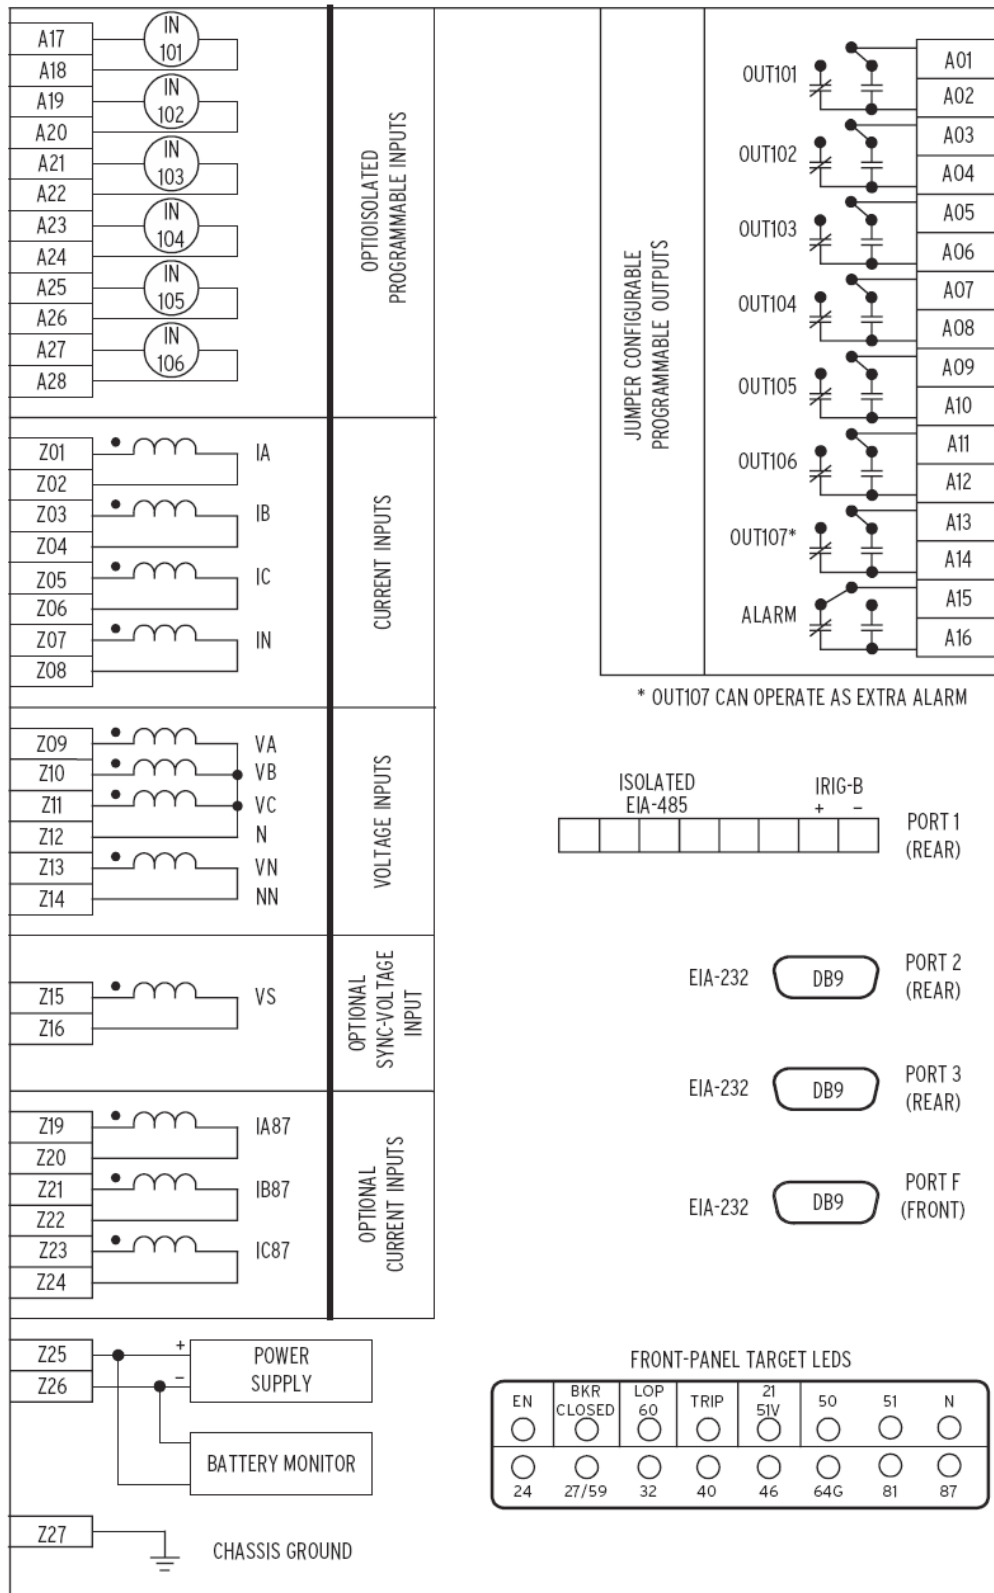 A17
IN
101
A18
A19
IN
102
A20
A21
IN
103
A22
A23
IN
104
A24
A25
IN
105
A26
A27
IN
106
A28
OPTIOISOLATED
PROGRAMMABLE INPUTS
Z01
IA
Z02
Z03
IB
Z04
Z05
IC
Z06
Z07
IN
Z08
CURRENT INPUTS
Z09
VA
Z10
VB
Z11
VC
Z12
N
Z13
VN
Z14
NN
VOLTAGE INPUTS
Z15
VS
Z16
OPTIONAL
SYNC-VOLTAGE
INPUT
Z19
IA87
Z20
Z21
IB87
Z22
Z23
IC87
Z24
OPTIONAL
CURRENT INPUTS
Z25
+
Z26
–
POWER
SUPPLY
BATTERY MONITOR
Z27
CHASSIS GROUND
JUMPER CONFIGURABLE
PROGRAMMABLE OUTPUTS
OUT101
A01
A02
OUT102
A03
A04
OUT103
A05
A06
OUT104
A07
A08
OUT105
A09
A10
OUT106
A11
A12
OUT107*
A13
A14
ALARM
A15
A16
* OUT107 CAN OPERATE AS EXTRA ALARM
ISOLATED
EIA-485
IRIG-B
+ –
PORT 1
(REAR)
EIA-232
DB9
PORT 2
(REAR)
EIA-232
DB9
PORT 3
(REAR)
EIA-232
DB9
PORT F
(FRONT)
FRONT-PANEL TARGET LEDS
EN
BKR
CLOSED
LOP
60
TRIP
21
51V
50
51
N
24
27/59
32
40
46
64G
81
87